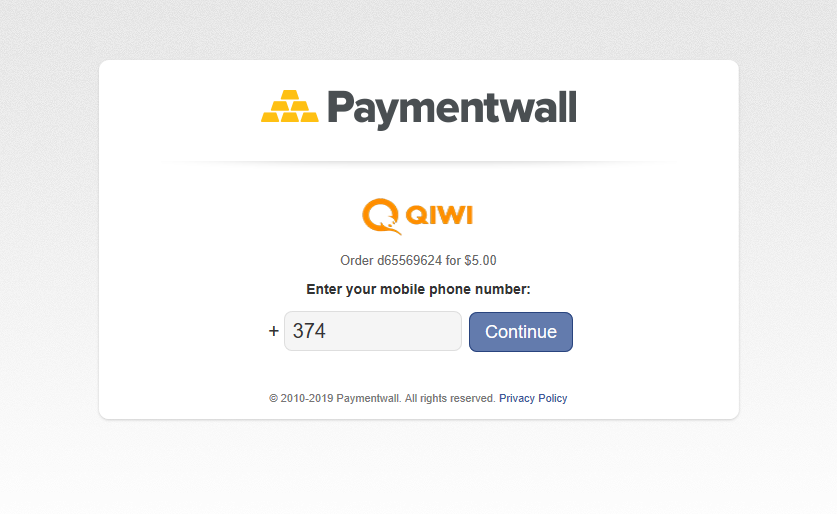 Paymentwall
QIWI
Order d65569624 for $5.00
Enter your mobile phone number:
+ 374 Continue
© 2010-2019 Paymentwall. All rights reserved. Privacy Policy